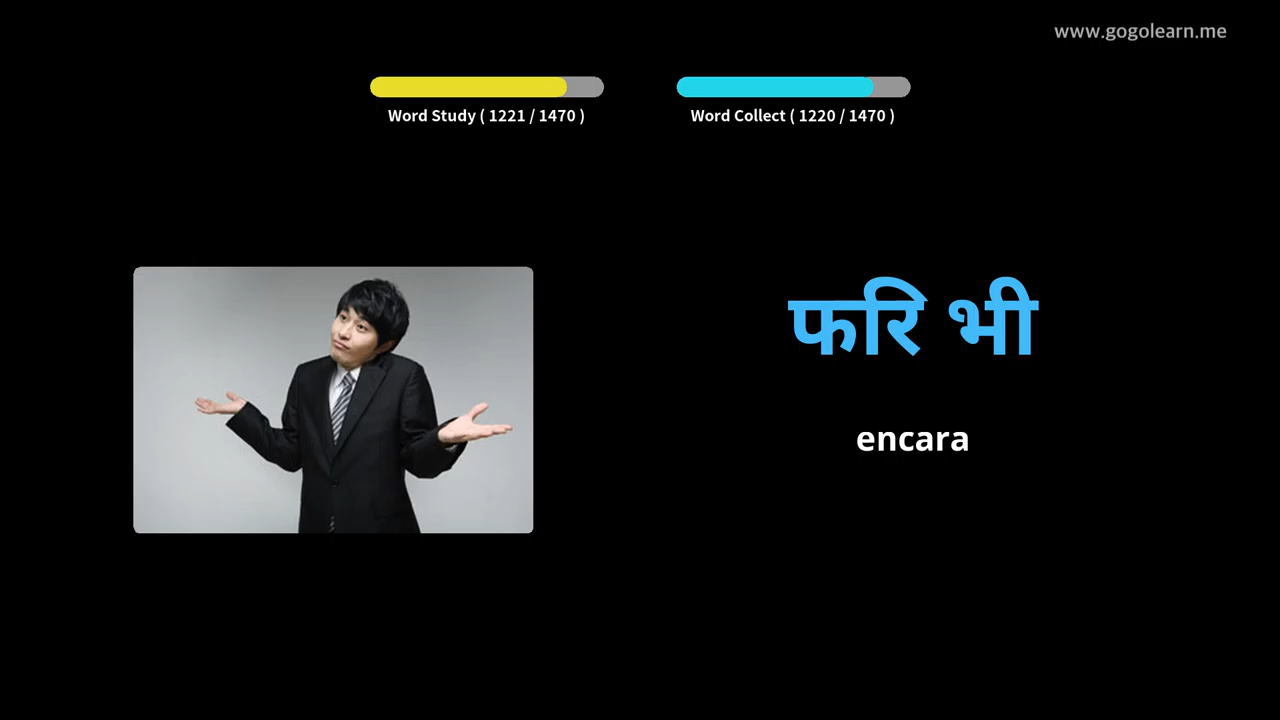 www.gogolearn.me
Word Study ( 1221 / 1470 )
Word Collect ( 1220 / 1470 )
फरि भी
encara